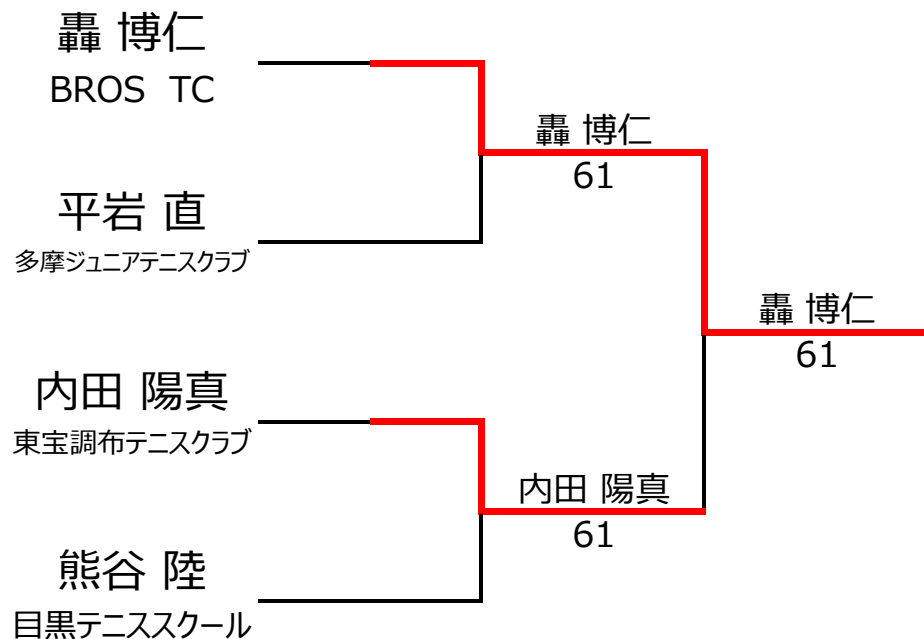 轟 博仁
BROS TC
轟 博仁
61
平岩 直
多摩ジュニアテニスクラブ
轟 博仁
61
内田 陽真
東宝調布テニスクラブ
内田 陽真
61
熊谷 陸
目黒テニススクール